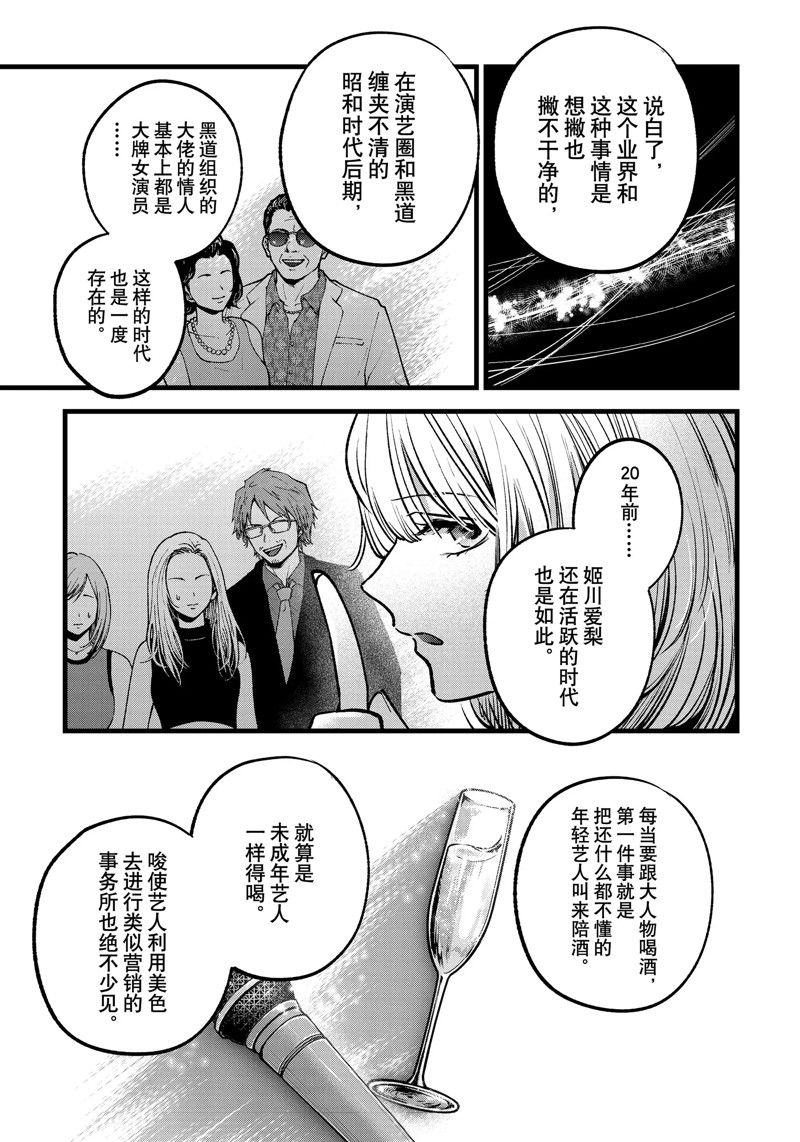 说白了，
这个业界和
这种事情是
想撇也
撇不干净的，
在演艺圈和黑道
缠夹不清的
昭和时代后期，
黑道组织的
大佬的情人
基本上都是
大牌女演员
……
这样的时代
也是一度
存在的。
20年前……
姬川爱梨
还在活跃的时代
也是如此。
每当要跟大人物喝酒，
第一件事就是
把还什么都不懂的
年轻艺人叫来陪酒。
就算是
未成年艺人
一样得喝。
唆使艺人利用美色
去进行类似营销的
事务所也绝不少见。